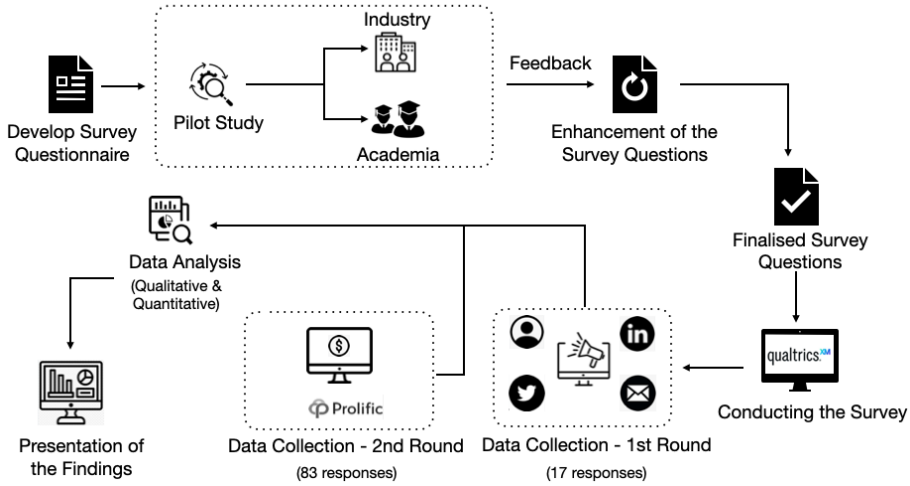 Industry
Pilot Study
Academia
Develop Survey
Questionnaire
Feedback
Enhancement of the
Survey Questions
Finalised Survey
Questions
qualtrics.XM
Conducting the Survey
in
Data Collection - 1st Round
(17 responses)
$
Prolific
Data Collection - 2nd Round
(83 responses)
Data Analysis
(Qualitative &
Quantitative)
Presentation of
the Findings